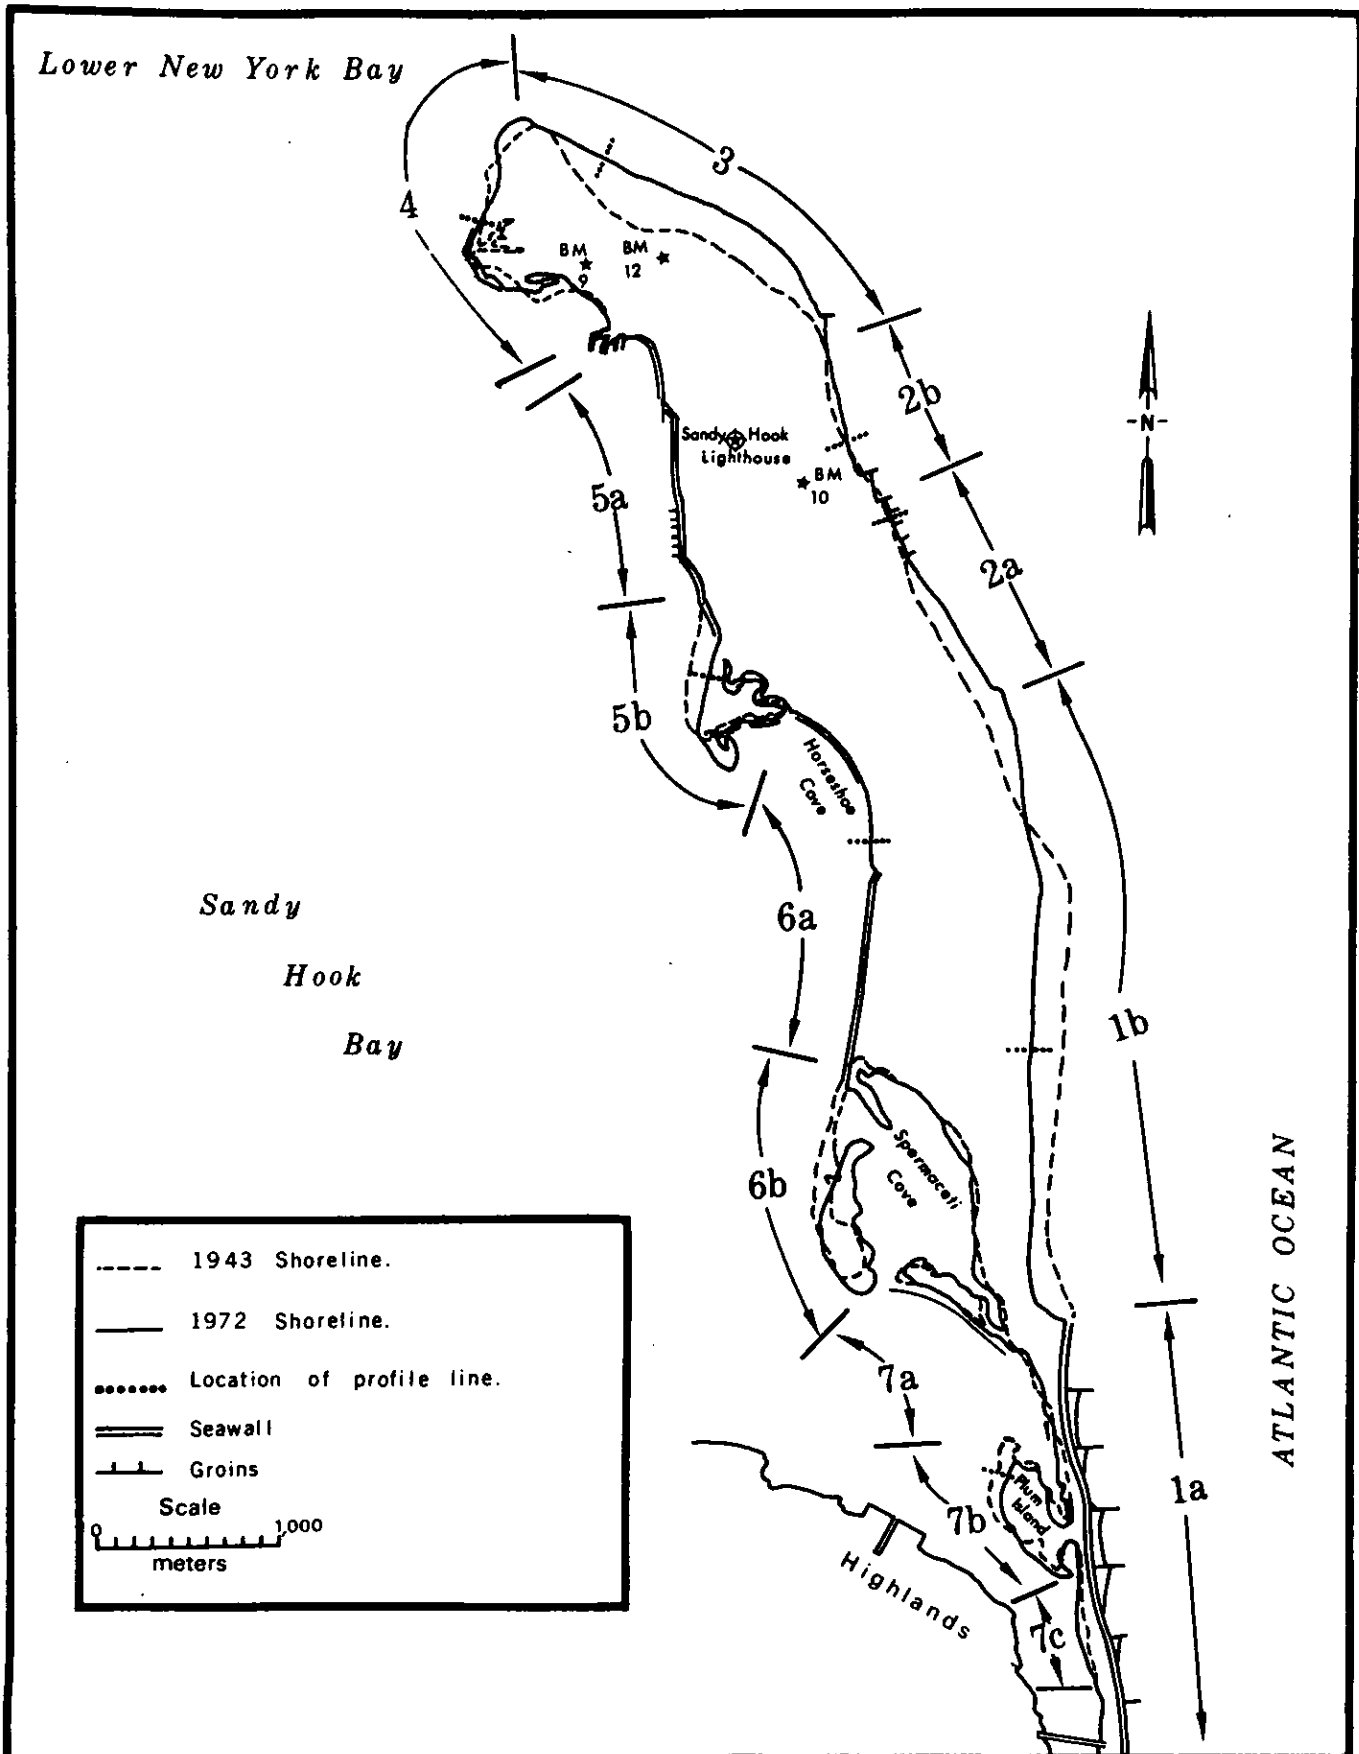 Lower New York Bay
3
4
BM
9
BM
12
2b
-N-
Sandy Hook
Lighthouse
BM
10
5a
2a
5b
Horseshoe
Cove
Sandy
Hook
Bay
6a
1b
Spermaceti
Cove
6b
ATLANTIC OCEAN
1943 Shoreline.
1972 Shoreline.
Location of profile line.
Seawall
Groins
Scale
0 1,000
meters
7a
1a
Plum
Island
7b
Highlands
7c